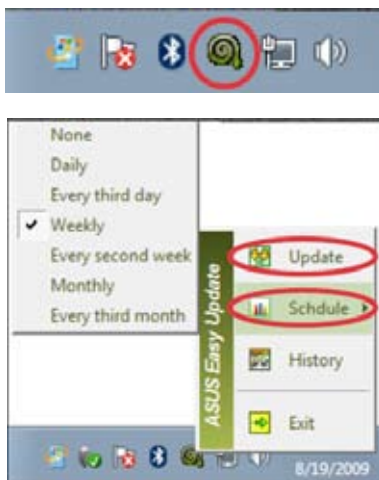 None
Daily
Every third day
Weekly
Every second week
Monthly
Every third month
ASUS Easy Update
Update
Schdule
History
Exit
8/19/2009